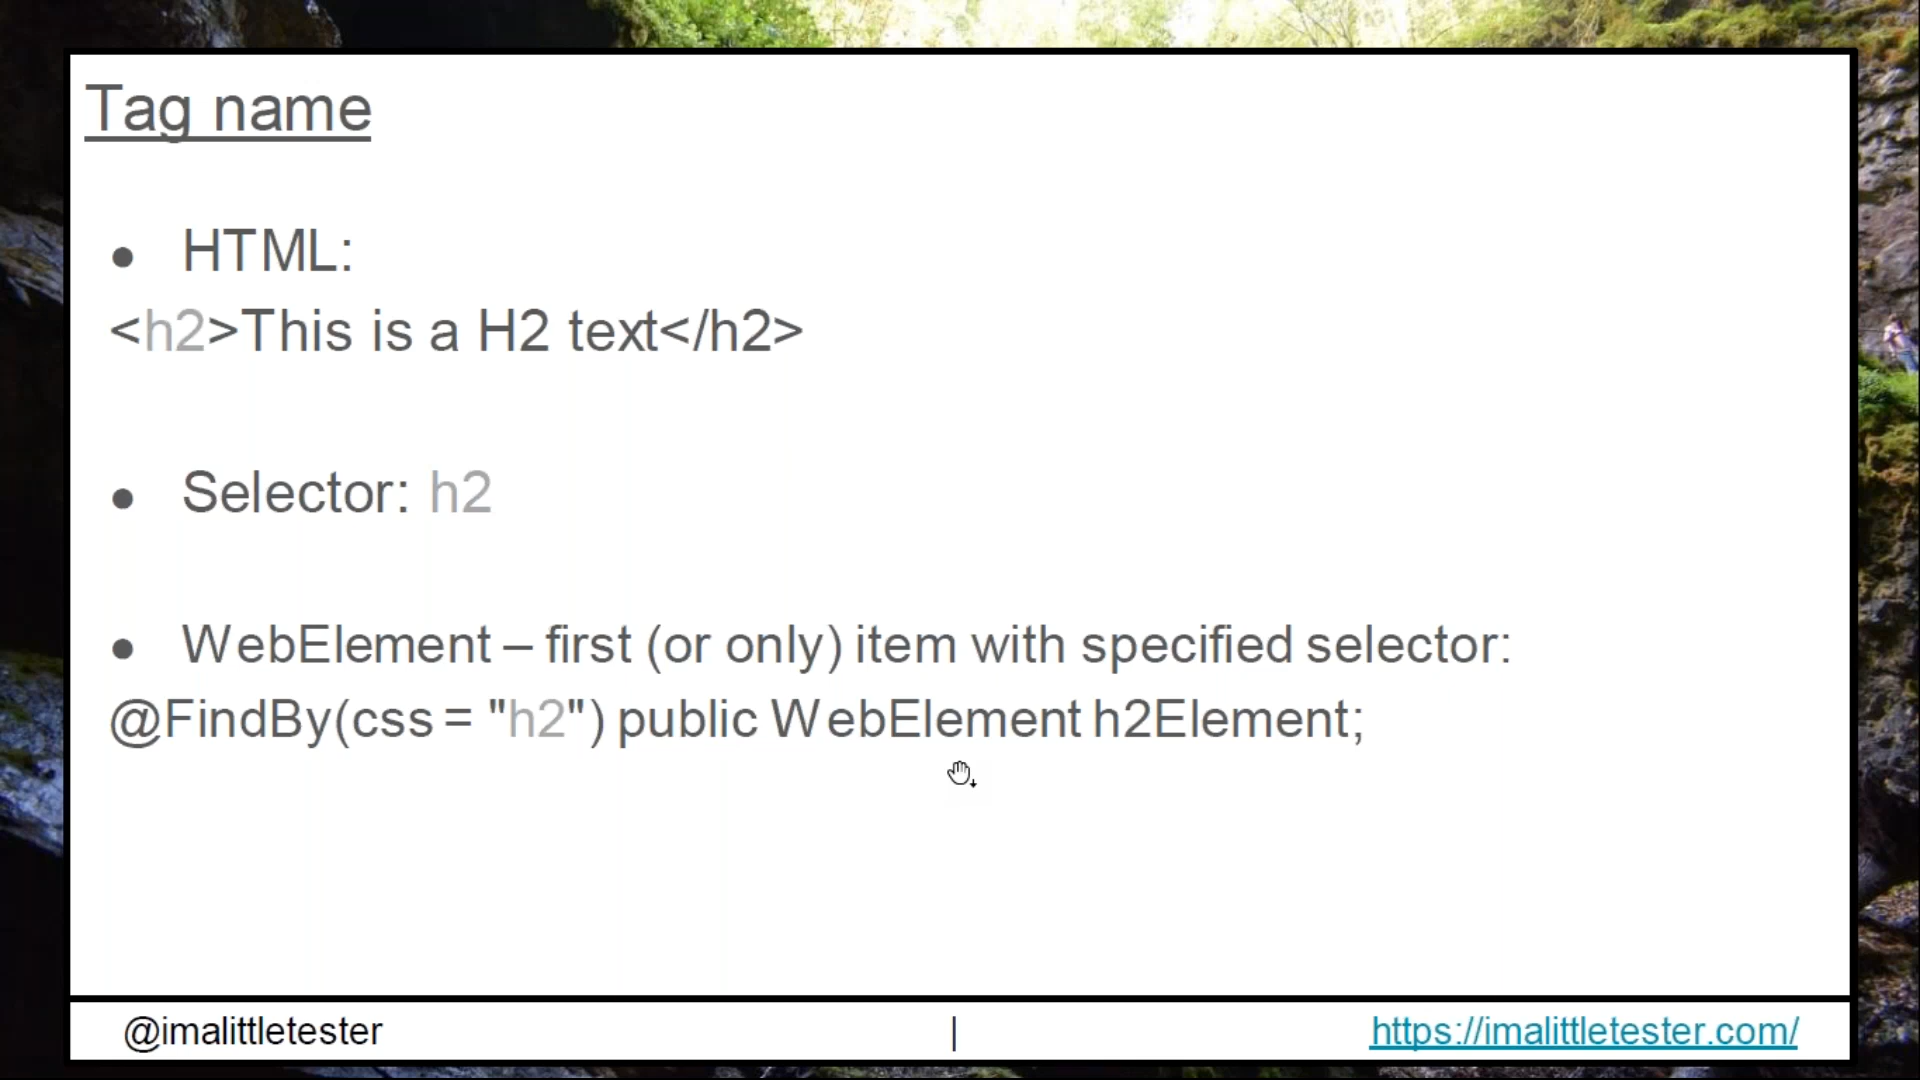 Tag name
● HTML:
<h2>This is a H2 text</h2>
● Selector: h2
● WebElement – first (or only) item with specified selector:
@FindBy(css = "h2") public WebElement h2Element;
@imalittletester | https://imalittletester.com/